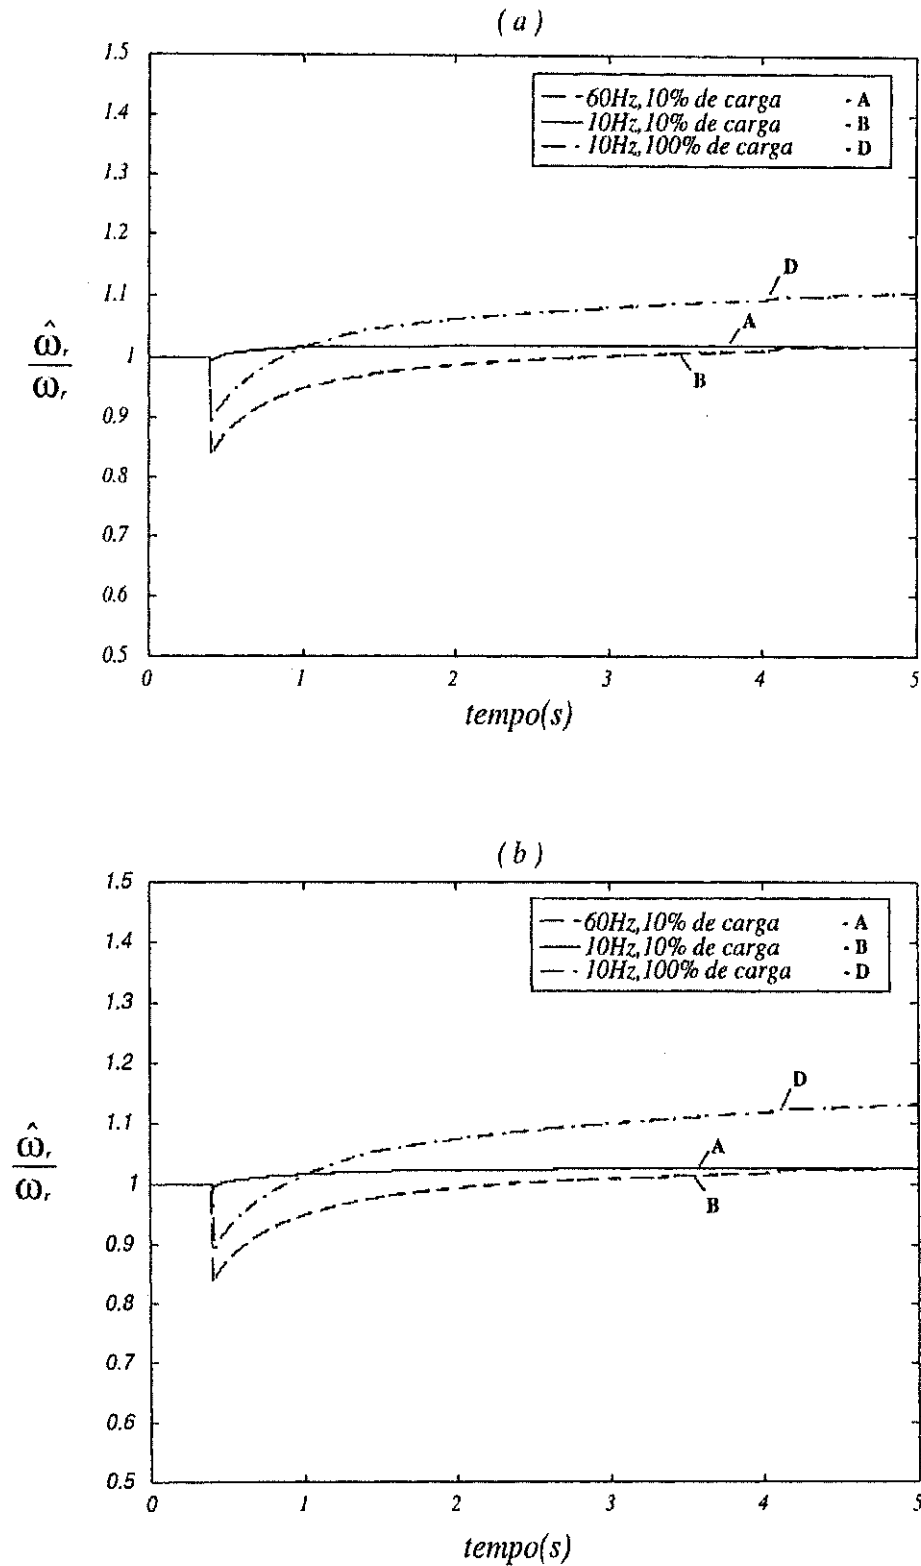 ( a )
1.5
1.4
1.3
1.2
1.1
1
0.9
0.8
0.7
0.6
0.5
ω̂r
ωr
- 60Hz, 10% de carga - A
10Hz, 10% de carga - B
10Hz, 100% de carga - D
D
A
B
0 1 2 3 4 5
tempo(s)
( b )
1.5
1.4
1.3
1.2
1.1
1
0.9
0.8
0.7
0.6
0.5
ω̂r
ωr
- 60Hz, 10% de carga - A
10Hz, 10% de carga - B
10Hz, 100% de carga - D
D
A
B
0 1 2 3 4 5
tempo(s)